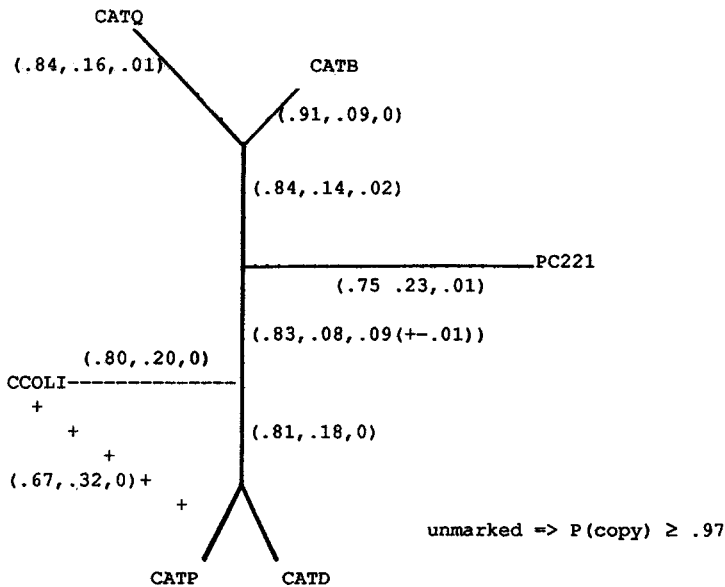 CATQ
(.84,.16,.01)
CATB
(.91,.09,0)
(.84,.14,.02)
PC221
(.75 .23,.01)
(.83,.08,.09(+-.01))
(.80,.20,0)
CCOLI
(.81,.18,0)
(.67,.32,0)
unmarked => P(copy) ≥ .97
CATP
CATD